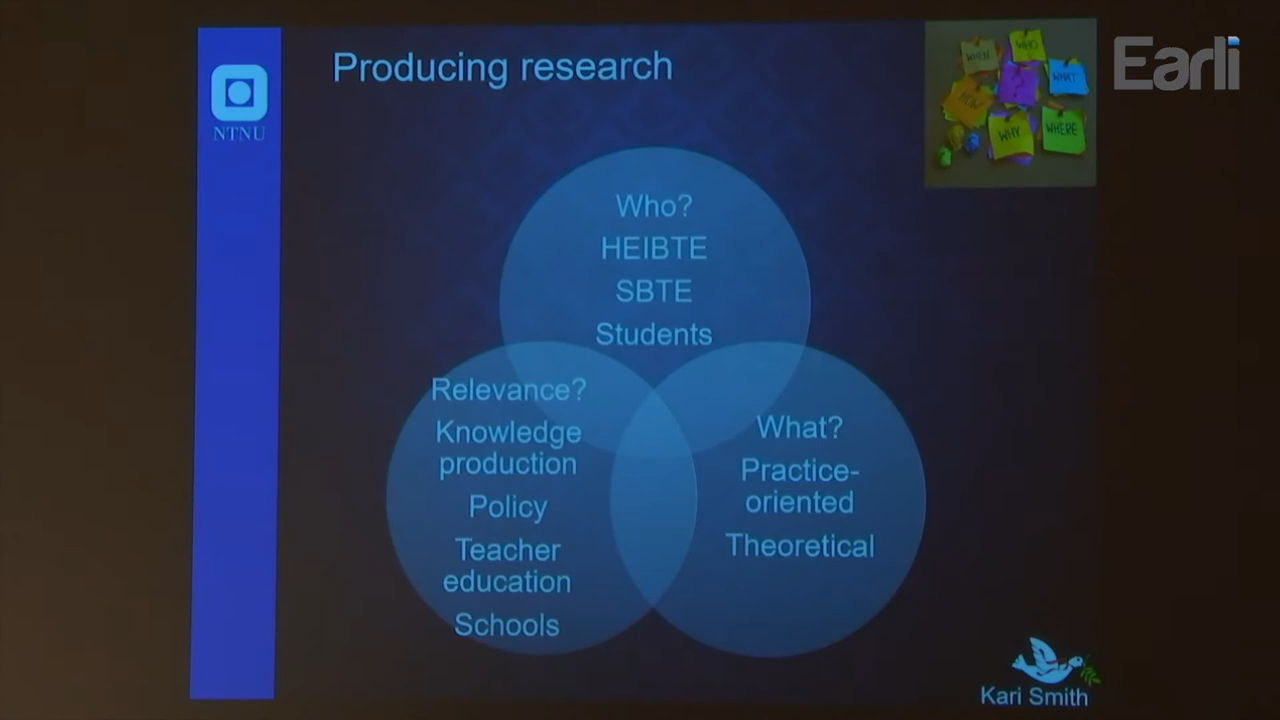 Producing research
NTNU
WHEN
WHO
WHAT
HOW
WHY
WHERE
Earli
Who?
HEIBTE
SBTE
Students
Relevance?
Knowledge
production
Policy
Teacher
education
Schools
What?
Practice-
oriented
Theoretical
Kari Smith